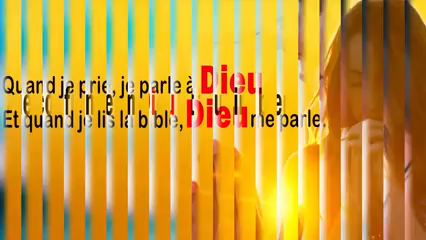 Quand je prie, je parle à Dieu
Et quand je lis la bible, Dieu me parle.